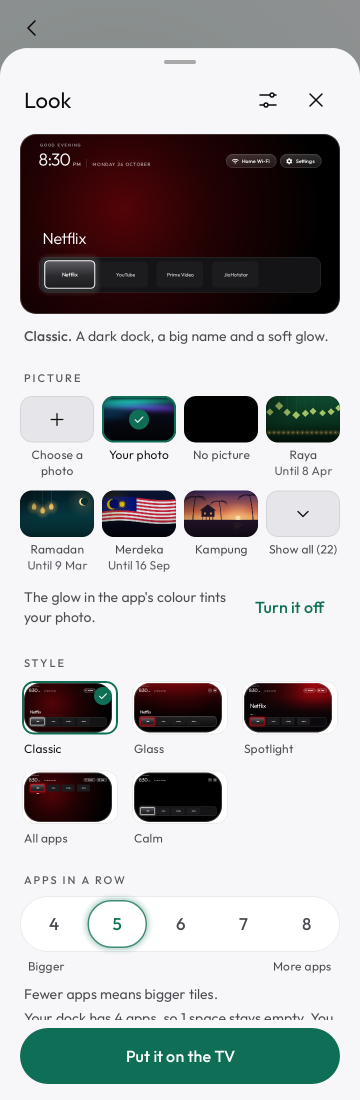 Look
GOOD EVENING
8:30 PM MONDAY 26 OCTOBER
Home Wi-Fi
Settings
Netflix
Netflix YouTube Prime Video JioHotstar
Classic. A dark dock, a big name and a soft glow.
PICTURE
Choose a photo
Your photo
No picture
Raya
Until 8 Apr
Ramadan
Until 9 Mar
Merdeka
Until 16 Sep
Kampung
Show all (22)
The glow in the app's colour tints
your photo.
Turn it off
STYLE
Classic
Glass
Spotlight
All apps
Calm
APPS IN A ROW
4 5 6 7 8
Bigger
More apps
Fewer apps means bigger tiles.
Your dock has 4 apps, so 1 space stays empty. You
Put it on the TV